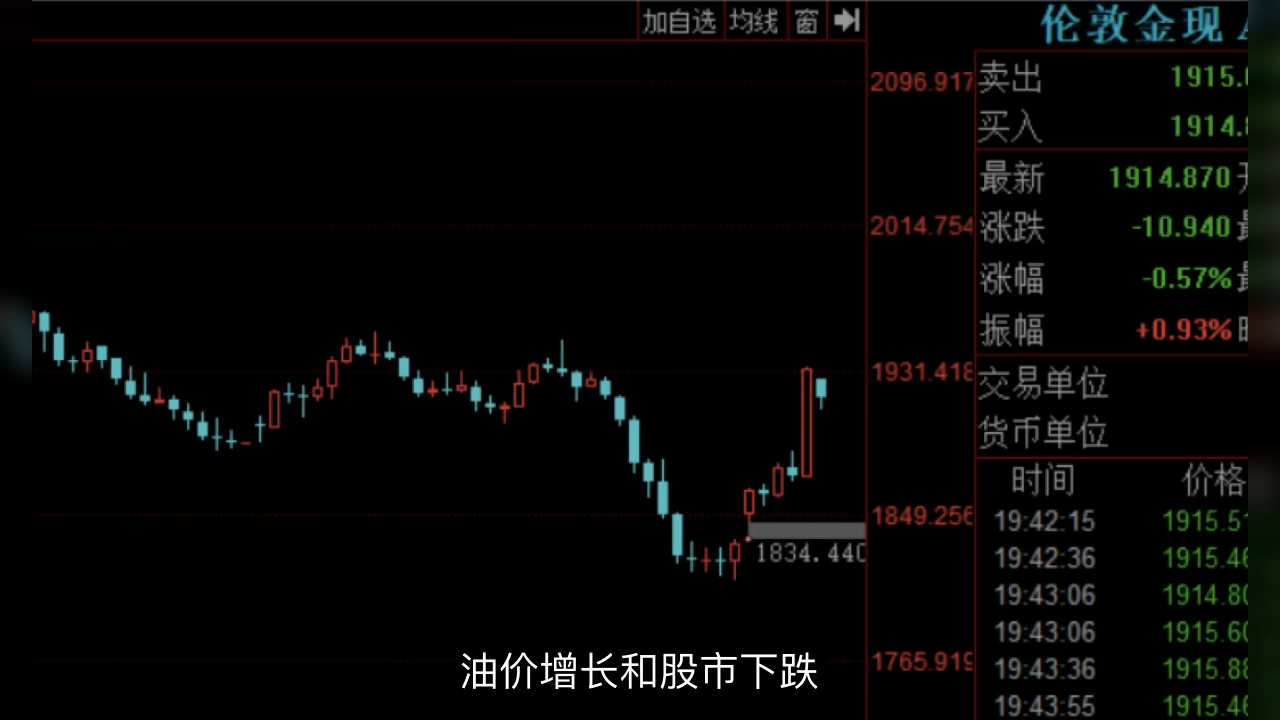 加自选 均线 窗
伦敦金现
2096.917
2014.754
1931.418
1849.256
1765.919
1834.440
卖出 1915.
买入 1914.
最新 1914.870
涨跌 -10.940
涨幅 -0.57%
振幅 +0.93%
交易单位
货币单位
时间 价格
19:42:15 1915.51
19:42:36 1915.46
19:43:06 1914.80
19:43:06 1915.60
19:43:36 1915.88
19:43:55 1915.46
油价增长和股市下跌